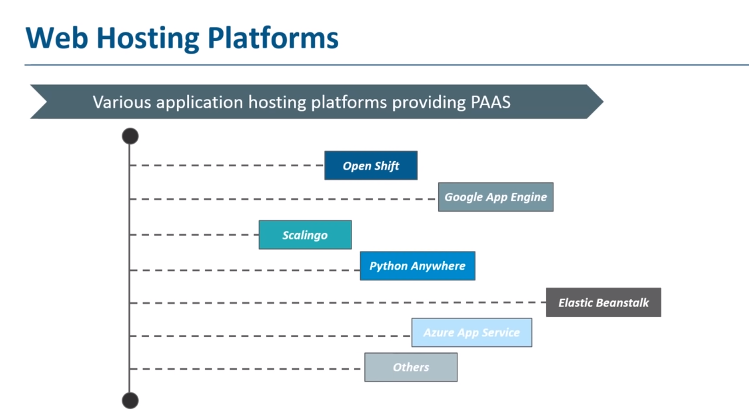 Web Hosting Platforms
Various application hosting platforms providing PAAS
Open Shift
Google App Engine
Scalingo
Python Anywhere
Elastic Beanstalk
Azure App Service
Others